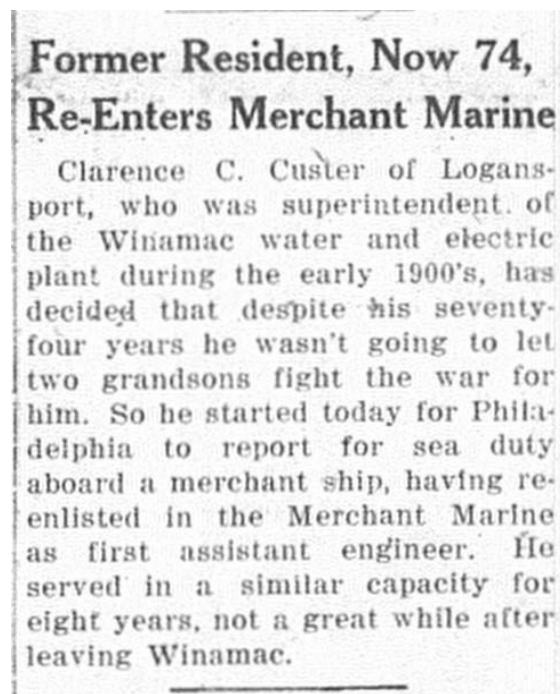 Former Resident, Now 74,
Re-Enters Merchant Marine
Clarence C. Custer of Logans-
port, who was superintendent of
the Winamac water and electric
plant during the early 1900's, has
decided that despite his seventy-
four years he wasn't going to let
two grandsons fight the war for
him. So he started today for Phila-
delphia to report for sea duty
aboard a merchant ship, having re-
enlisted in the Merchant Marine
as first assistant engineer. He
served in a similar capacity for
eight years, not a great while after
leaving Winamac.